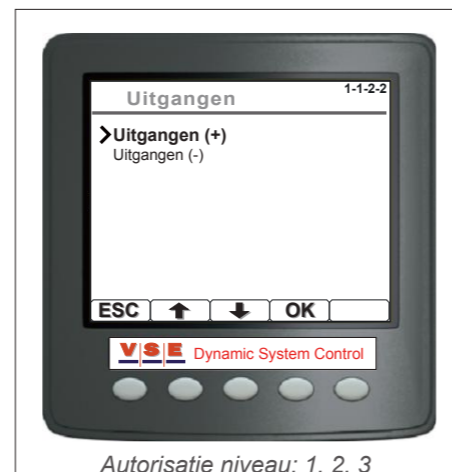 Uitgangen 1-1-2-2
Uitgangen (+)
Uitgangen (-)
ESC OK
VSE Dynamic System Control
Autorisatie niveau: 1, 2, 3